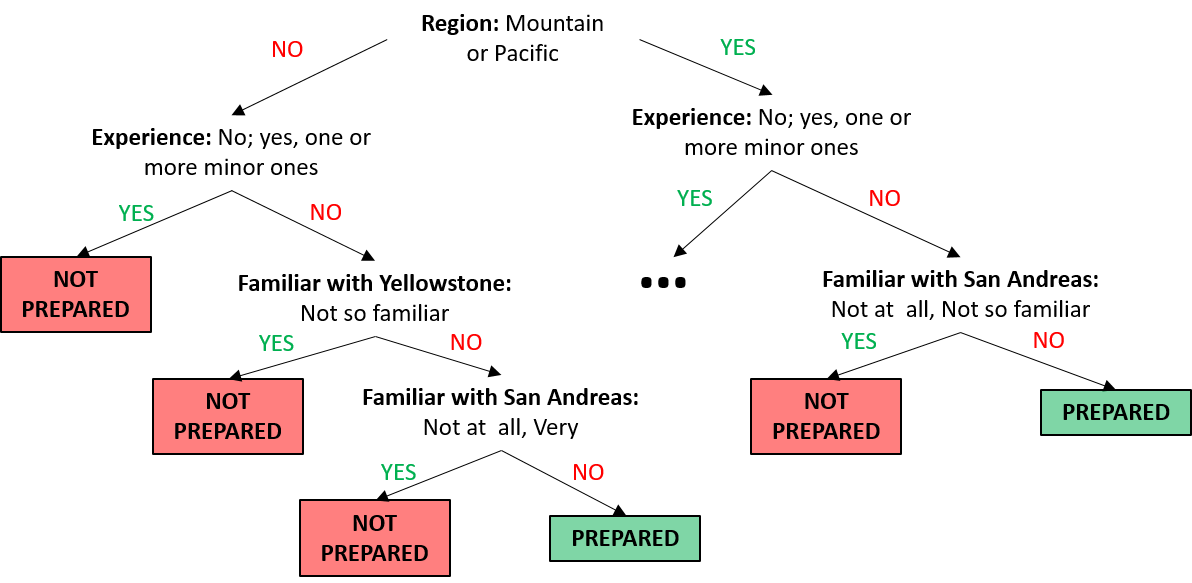 Region: Mountain
or Pacific
NO
YES
Experience: No; yes, one or
more minor ones
Experience: No; yes, one or
more minor ones
YES
NO
YES
NO
NOT
PREPARED
Familiar with Yellowstone:
Not so familiar
...
Familiar with San Andreas:
Not at  all, Not so familiar
YES
NO
YES
NO
NOT
PREPARED
Familiar with San Andreas:
Not at  all, Very
NOT
PREPARED
PREPARED
YES
NO
NOT
PREPARED
PREPARED